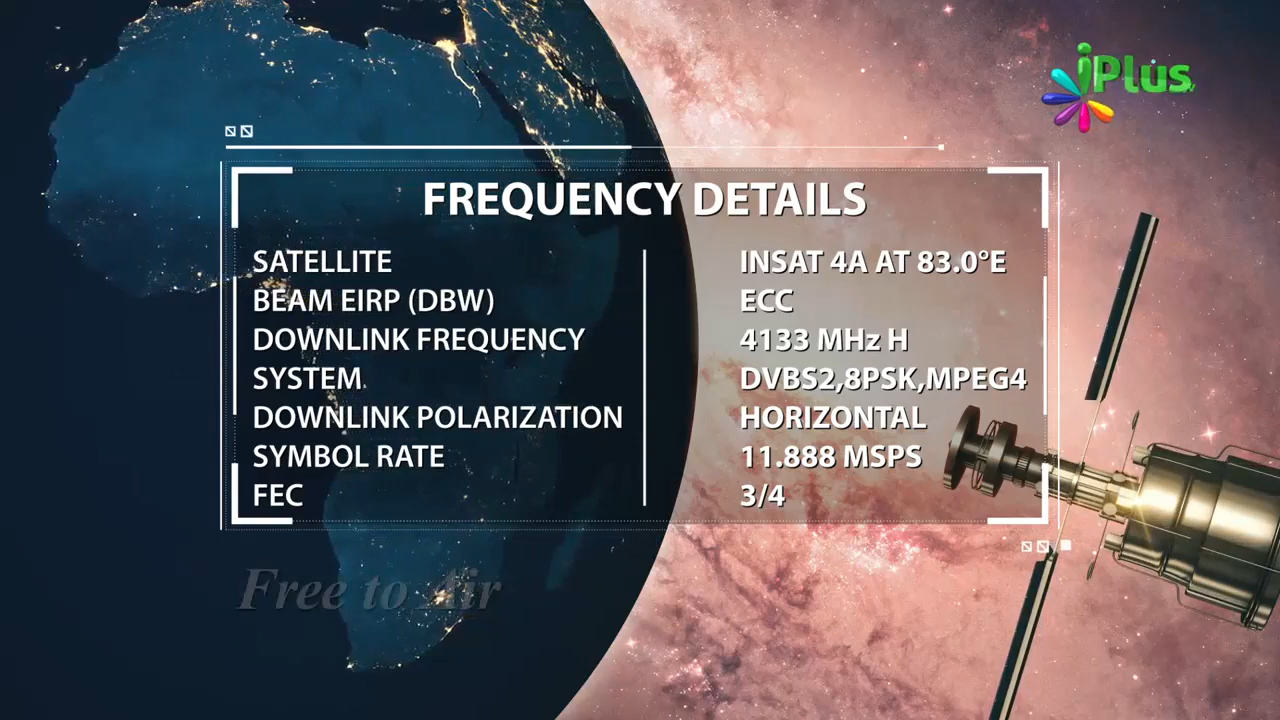 iPlus
FREQUENCY DETAILS
SATELLITE INSAT 4A AT 83.0°E
BEAM EIRP (DBW) ECC
DOWNLINK FREQUENCY 4133 MHz H
SYSTEM. DVBS2,8PSK,MPEG4
DOWNLINK POLARIZATION HORIZONTAL
SYMBOL RATE 11.888 MSPS
FEC 3/4
Free to Air